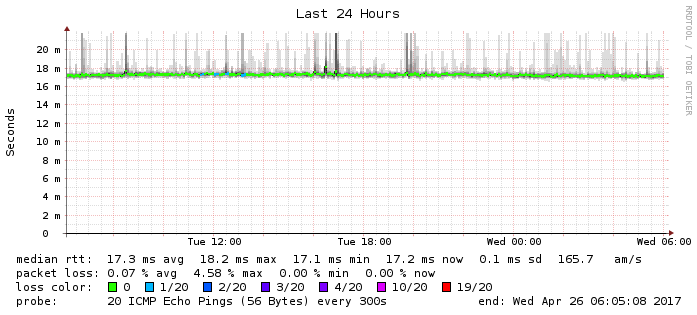 Last 24 Hours
RRDTOOL / TOBI OETIKER
Seconds
20 m
18 m
16 m
14 m
12 m
10 m
8 m
6 m
4 m
2 m
0
Tue 12:00 Tue 18:00 Wed 00:00 Wed 06:00
median rtt: 17.3 ms avg 18.2 ms max 17.1 ms min 17.2 ms now 0.1 ms sd 165.7 am/s
packet loss: 0.07 % avg 4.58 % max 0.00 % min 0.00 % now
loss color: 0 1/20 2/20 3/20 4/20 10/20 19/20
probe: 20 ICMP Echo Pings (56 Bytes) every 300s end: Wed Apr 26 06:05:08 2017